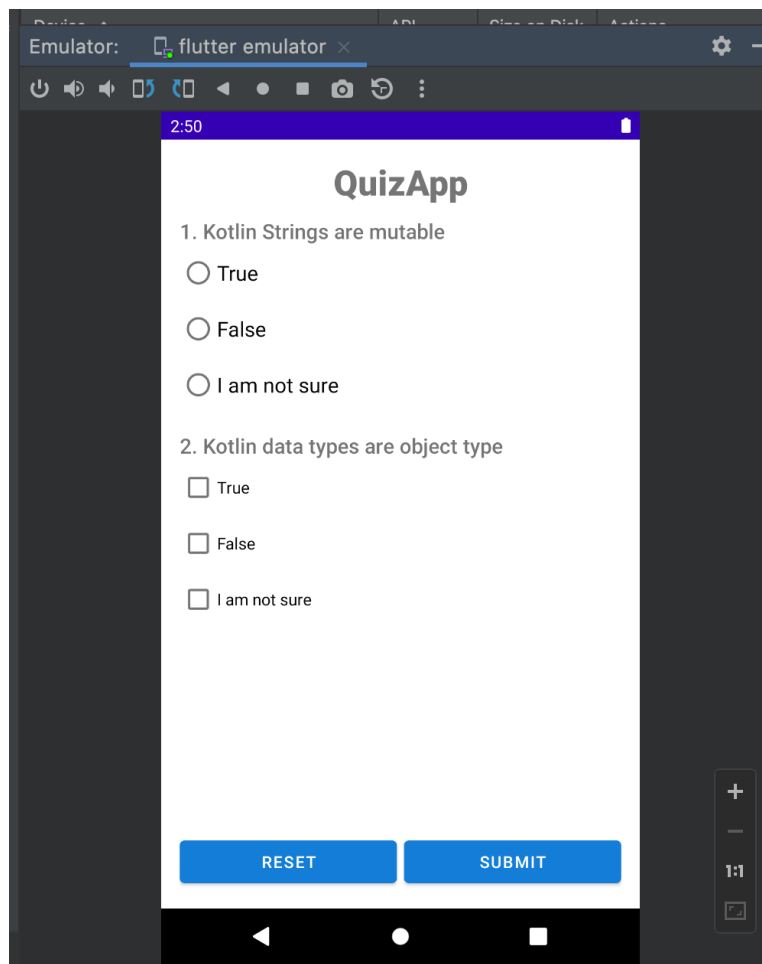 Emulator: flutter emulator
2:50
QuizApp
1. Kotlin Strings are mutable
True
False
I am not sure
2. Kotlin data types are object type
True
False
I am not sure
1:1
RESET SUBMIT